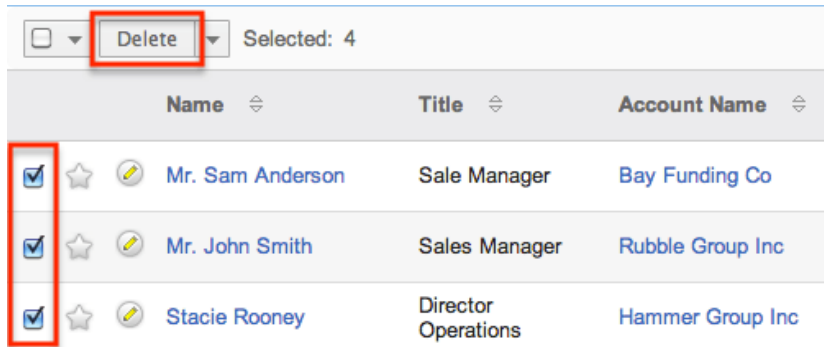 Delete Selected: 4
Name Title Account Name
Mr. Sam Anderson Sale Manager Bay Funding Co
Mr. John Smith Sales Manager Rubble Group Inc
Stacie Rooney Director Operations Hammer Group Inc